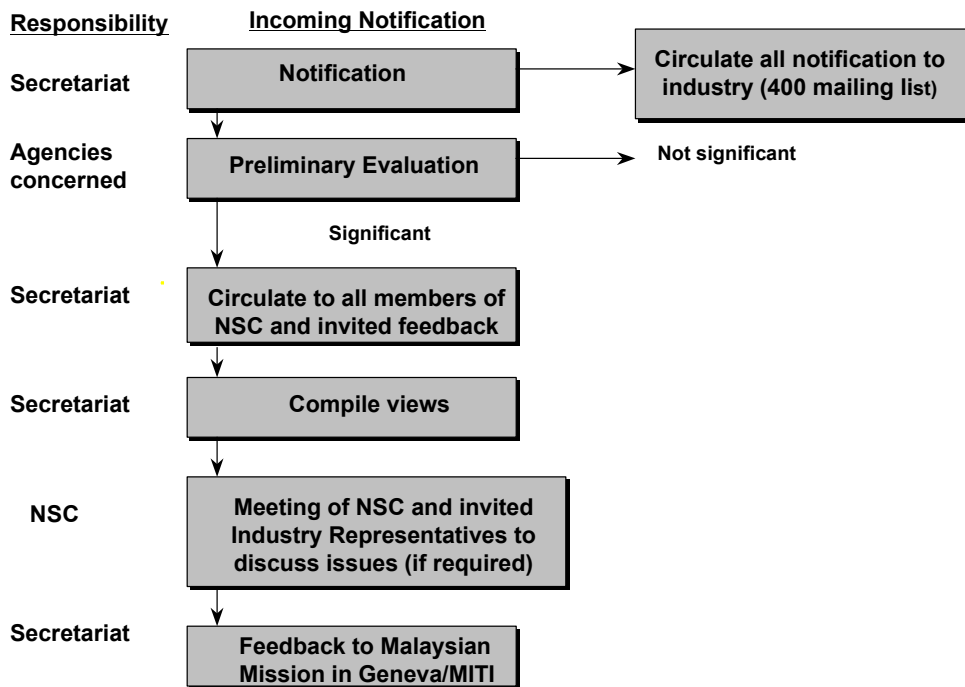 Responsibility
Incoming Notification
Secretariat
Notification
Circulate all notification to
industry (400 mailing list)
Agencies
concerned
Preliminary Evaluation
Not significant
Significant
Secretariat
Circulate to all members of
NSC and invited feedback
Secretariat
Compile views
NSC
Meeting of NSC and invited
Industry Representatives to
discuss issues (if required)
Secretariat
Feedback to Malaysian
Mission in Geneva/MITI